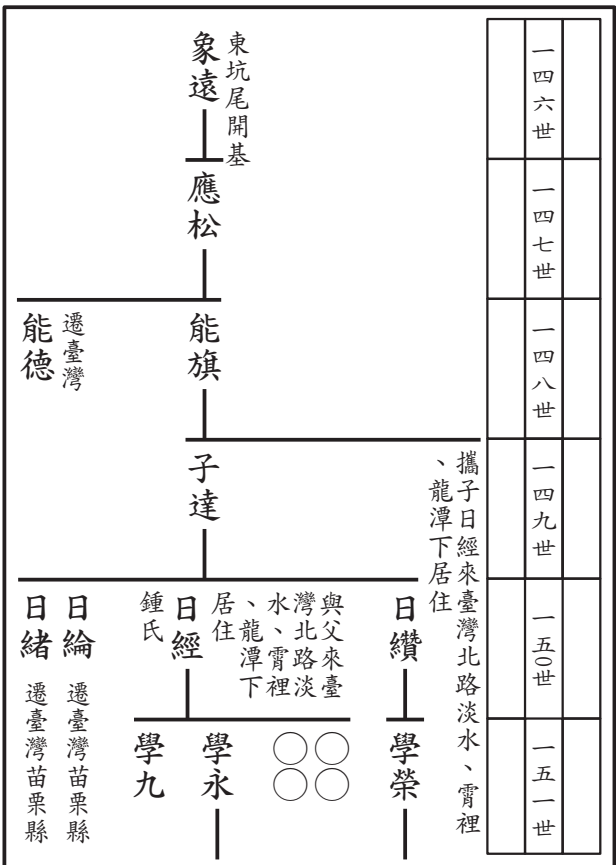 一四六世
一四七世
一四八世
一四九世
一五○世
一五一世
東坑尾開基
象遠
應松
能旗
遷臺灣
能德
攜子日經來臺灣北路淡水、霄裡
、龍潭下居住
子達
日纘
與父來臺
灣北路淡
水、霄裡
、龍潭下
居住
日經
鍾氏
日綸 遷臺灣苗栗縣
日緒 遷臺灣苗栗縣
學榮
○○
○○
學永
學九